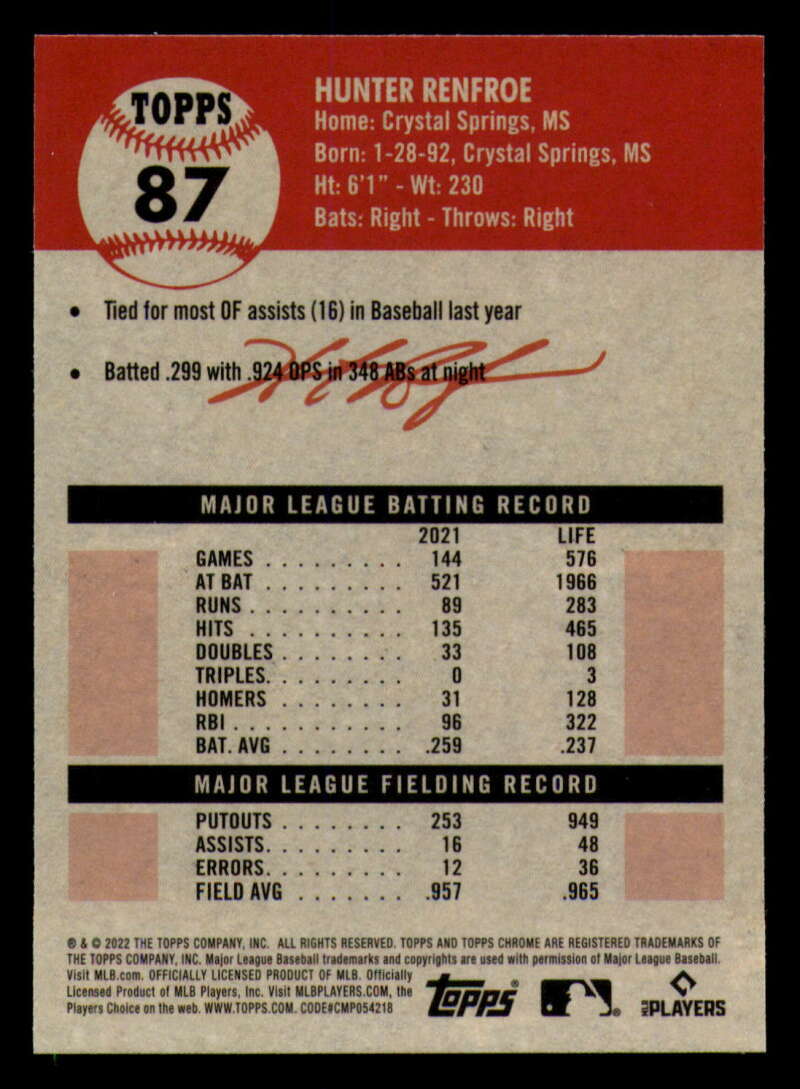 TOPPS
87
HUNTER RENFROE
Home: Crystal Springs, MS
Born: 1-28-92, Crystal Springs, MS
Ht: 6'1" - Wt: 230
Bats: Right - Throws: Right
• Tied for most OF assists (16) in Baseball last year
• Batted .299 with .924 OPS in 348 ABs at night
MAJOR LEAGUE BATTING RECORD
2021 LIFE
GAMES . . . . . . . . . 144 576
AT BAT . . . . . . . . . 521 1966
RUNS . . . . . . . . . . 89 283
HITS . . . . . . . . . . 135 465
DOUBLES . . . . . . . . 33 108
TRIPLES. . . . . . . . . 0 3
HOMERS . . . . . . . . 31 128
RBI . . . . . . . . . . . 96 322
BAT. AVG . . . . . . . . .259 .237
MAJOR LEAGUE FIELDING RECORD
PUTOUTS . . . . . . . . 253 949
ASSISTS. . . . . . . . . 16 48
ERRORS. . . . . . . . . 12 36
FIELD AVG . . . . . . . .957 .965
® & © 2022 THE TOPPS COMPANY, INC. ALL RIGHTS RESERVED. TOPPS AND TOPPS CHROME ARE REGISTERED TRADEMARKS OF
THE TOPPS COMPANY, INC. Major League Baseball trademarks and copyrights are used with permission of Major League Baseball.
Visit MLB.com. OFFICIALLY LICENSED PRODUCT OF MLB. Officially
Licensed Product of MLB Players, Inc. Visit MLBPLAYERS.COM, the
Players Choice on the web. WWW.TOPPS.COM. CODE#CMP054218
Topps®
MLB PLAYERS